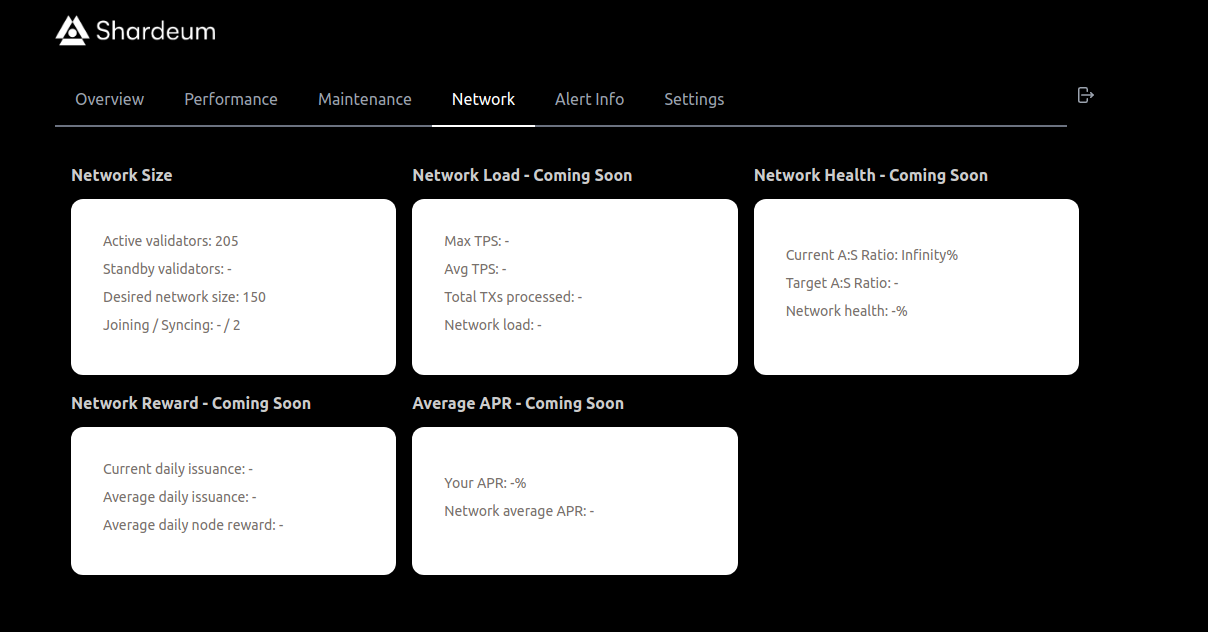 Shardeum
Overview Performance Maintenance Network Alert Info Settings
Network Size
Active validators: 205
Standby validators: -
Desired network size: 150
Joining / Syncing: - / 2
Network Load - Coming Soon
Max TPS: -
Avg TPS: -
Total TXs processed: -
Network load: -
Network Health - Coming Soon
Current A:S Ratio: Infinity%
Target A:S Ratio: -
Network health: -%
Network Reward - Coming Soon
Current daily issuance: -
Average daily issuance: -
Average daily node reward: -
Average APR - Coming Soon
Your APR: -%
Network average APR: -